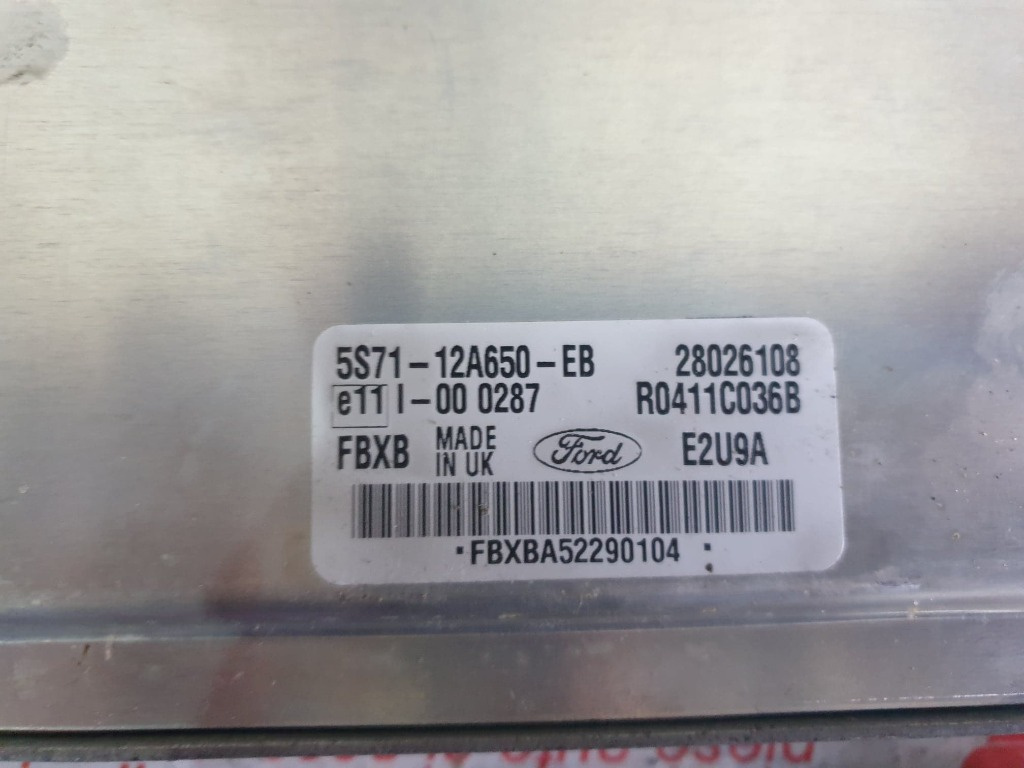 5S71-12A650-EB 28026108
e11 I-00 0287 R0411C036B
FBXB MADE IN UK Ford E2U9A
FBXBA52290104